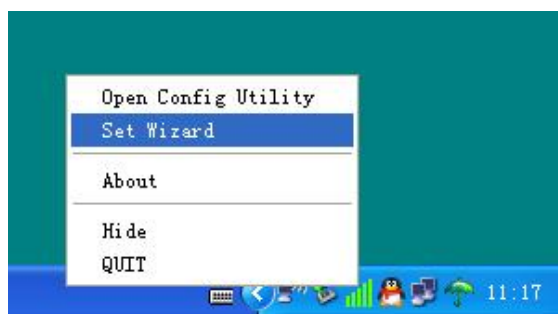 Open Config Utility
Set Wizard
About
Hide
QUIT
11:17